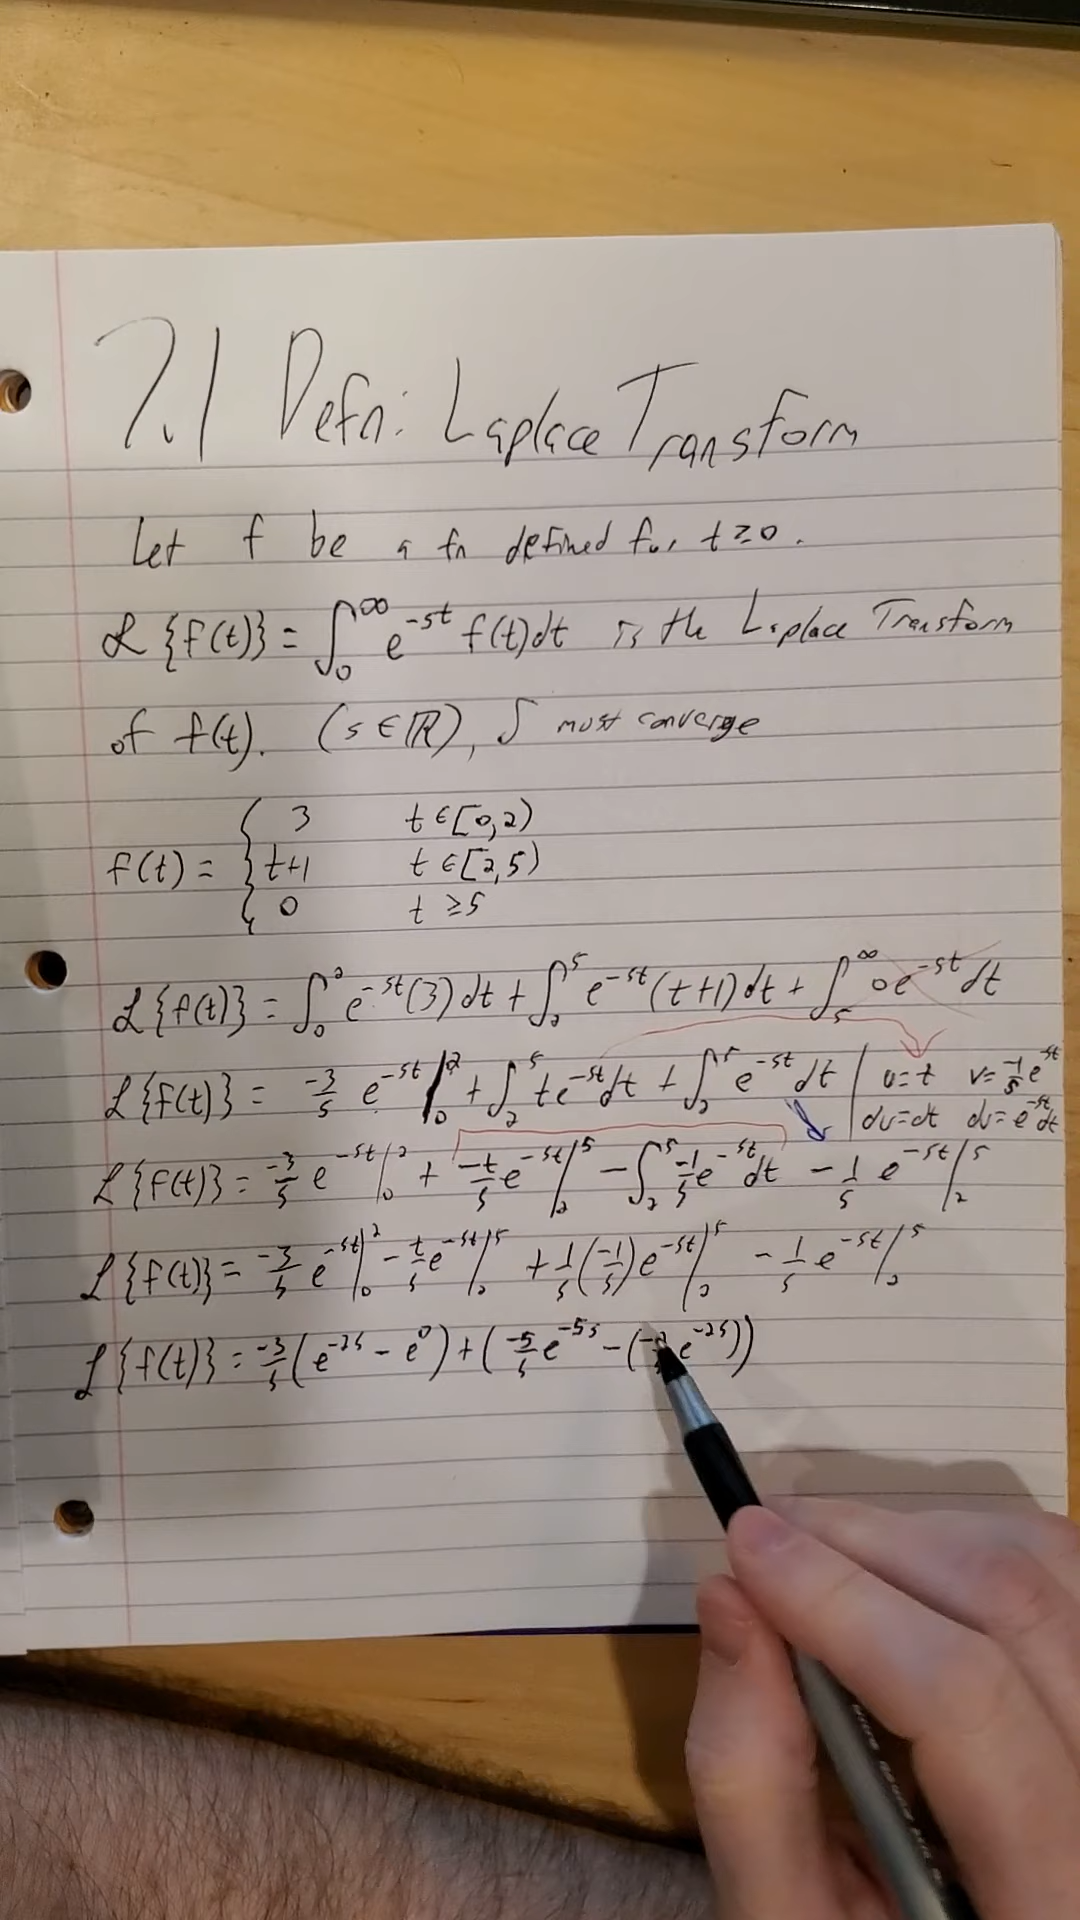 7.1 Defn: Laplace Transform
Let f be a fn defined for t ≥ 0.
ℒ{f(t)} = ∫₀^∞ e^{-st} f(t)dt is the Laplace Transform
of f(t). (s ∈ ℝ), ∫ must converge
f(t) = { 3 t ∈ [0,2)
t+1 t ∈ [2,5)
0 t ≥ 5
ℒ{f(t)} = ∫₀² e^{-st}(3)dt + ∫₂⁵ e^{-st}(t+1)dt + ∫₅^∞ 0e^{-st}dt
ℒ{f(t)} = -3/s e^{-st}|₀² + ∫₂⁵ te^{-st}dt + ∫₂⁵ e^{-st}dt | u=t v=-1/s e^{-st}
du=dt dv=e^{-st}dt
ℒ{f(t)} = -3/s e^{-st}|₀² + -t/s e^{-st}|₂⁵ - ∫₂⁵ -1/s e^{-st}dt - 1/s e^{-st}|₂⁵
ℒ{f(t)} = -3/s e^{-st}|₀² - t/s e^{-st}|₂⁵ + 1/s(-1/s)e^{-st}|₂⁵ - 1/s e^{-st}|₂⁵
ℒ{f(t)} = -3/s(e^{-2s} - e⁰) + (-5/s e^{-5s} - (-2/s e^{-2s}))